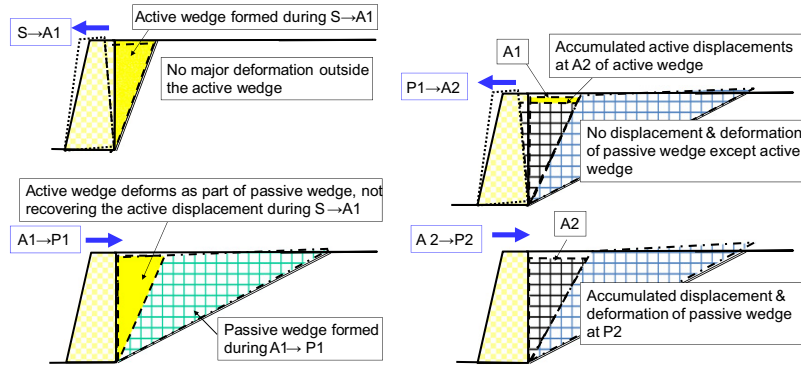 S→A1
Active wedge formed during S→A1
No major deformation outside
the active wedge
Active wedge deforms as part of passive wedge, not
recovering the active displacement during S→A1
A1→P1
Passive wedge formed
during A1→ P1
A1
Accumulated active displacements
at A2 of active wedge
P1→A2
No displacement & deformation
of passive wedge except active
wedge
A 2→P2
A2
Accumulated displacement &
deformation of passive wedge
at P2